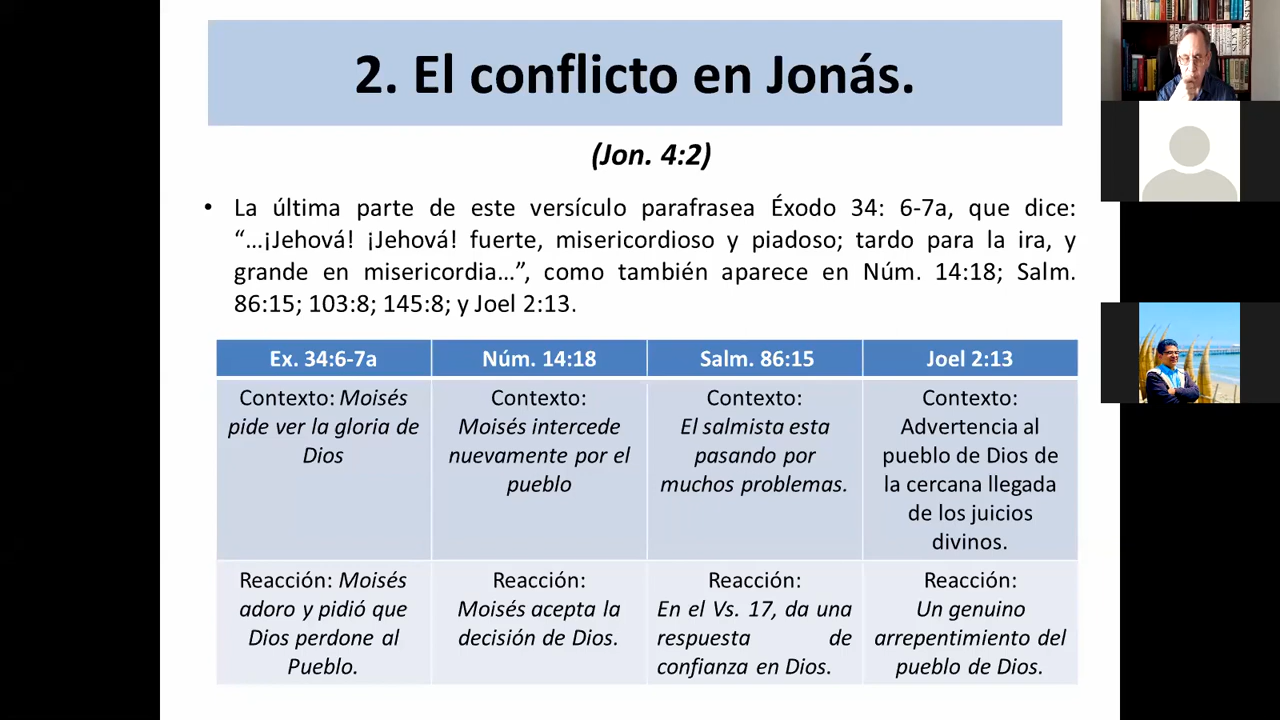 2. El conflicto en Jonás.
(Jon. 4:2)
• La última parte de este versículo parafrasea Éxodo 34: 6-7a, que dice:
“…¡Jehová! ¡Jehová! fuerte, misericordioso y piadoso; tardo para la ira, y
grande en misericordia…”, como también aparece en Núm. 14:18; Salm.
86:15; 103:8; 145:8; y Joel 2:13.
Ex. 34:6-7a
Núm. 14:18
Salm. 86:15
Joel 2:13
Contexto: Moisés
pide ver la gloria de
Dios
Contexto:
Moisés intercede
nuevamente por el
pueblo
Contexto:
El salmista esta
pasando por
muchos problemas.
Contexto:
Advertencia al
pueblo de Dios de
la cercana llegada
de los juicios
divinos.
Reacción: Moisés
adoro y pidió que
Dios perdone al
Pueblo.
Reacción:
Moisés acepta la
decisión de Dios.
Reacción:
En el Vs. 17, da una
respuesta de
confianza en Dios.
Reacción:
Un genuino
arrepentimiento del
pueblo de Dios.